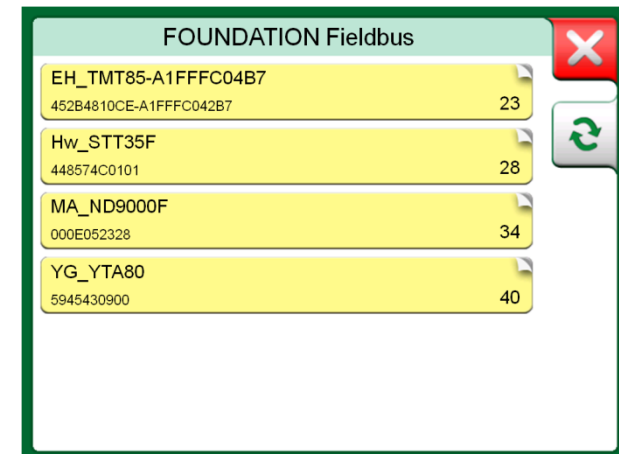 FOUNDATION Fieldbus
EH_TMT85-A1FFFC04B7
452B4810CE-A1FFFC042B7
23
Hw_STT35F
448574C0101
28
MA_ND9000F
000E052328
34
YG_YTA80
5945430900
40